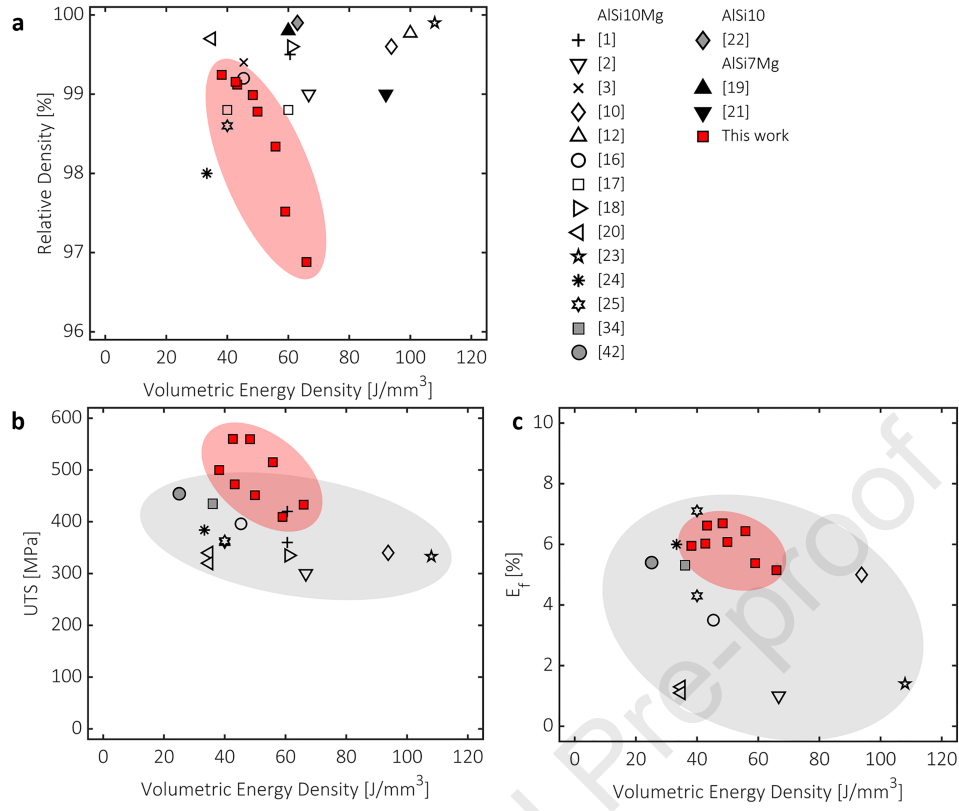 a
Relative Density [%]
100
99
98
97
96
0 20 40 60 80 100 120
Volumetric Energy Density [J/mm³]
AlSi10Mg
[1]
[2]
[3]
[10]
[12]
[16]
[17]
[18]
[20]
[23]
[24]
[25]
[34]
[42]
AlSi10
[22]
AlSi7Mg
[19]
[21]
This work
b
UTS [MPa]
600
500
400
300
200
100
0
0 20 40 60 80 100 120
Volumetric Energy Density [J/mm³]
c
E_f [%]
10
8
6
4
2
0
0 20 40 60 80 100 120
Volumetric Energy Density [J/mm³]
l Pre-proof